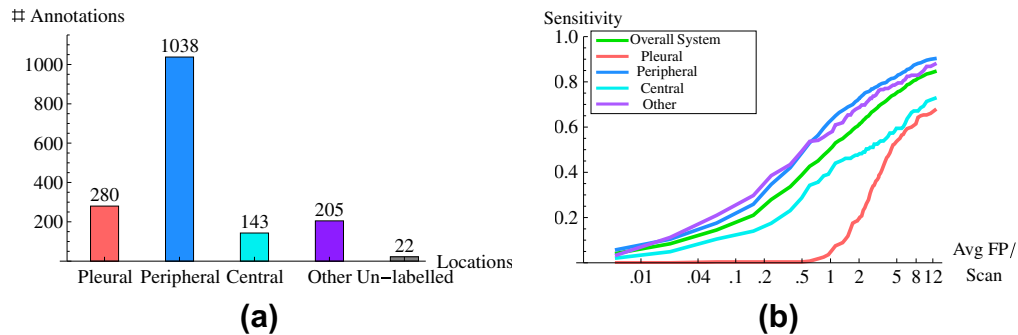 # Annotations
1038
1000
800
600
400
280
200
143
205
22
Pleural Peripheral Central Other Un-labelled
Locations
(a)
Sensitivity
1.0
0.8
0.6
0.4
0.2
Overall System
Pleural
Peripheral
Central
Other
.01 .04 .1 .2 .5 1 2 5 8 12
Avg FP/
Scan
(b)